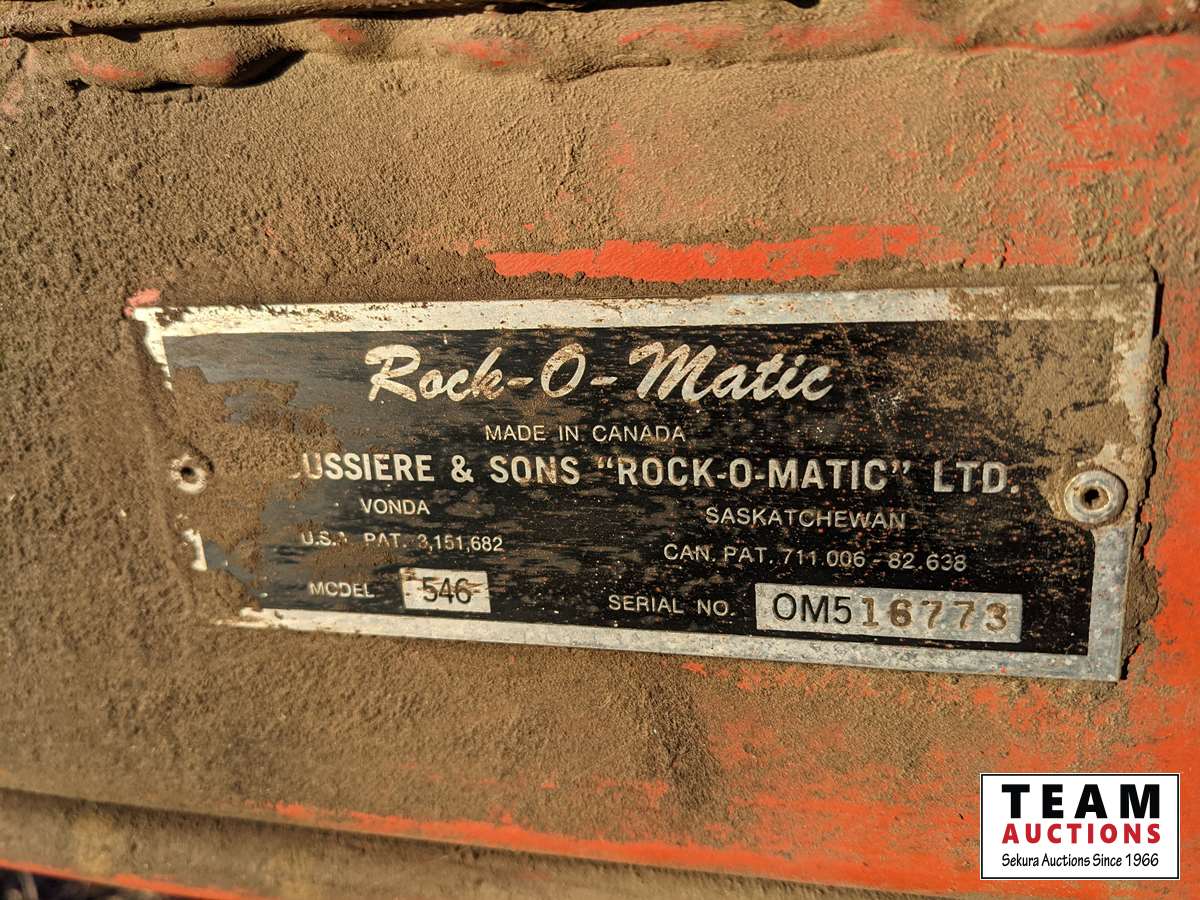 Rock-O-Matic
MADE IN CANADA
USSIERE & SONS "ROCK-O-MATIC" LTD.
VONDA SASKATCHEWAN
U.S.A. PAT. 3,151,682 CAN. PAT. 711.006 - 82.638
MODEL 546 SERIAL NO. OM516773
TEAM
AUCTIONS
Sekura Auctions Since 1966